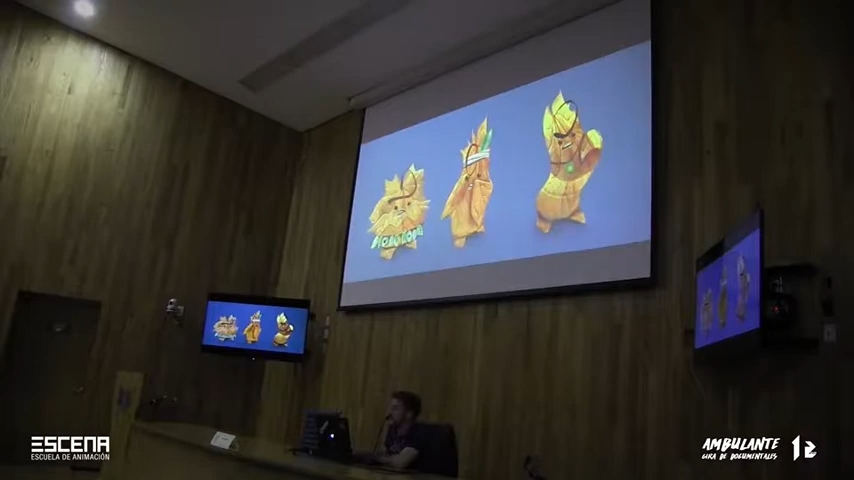 ESCENA
ESCUELA DE ANIMACIÓN
AMBULANTE
GIRA DE DOCUMENTALES
12